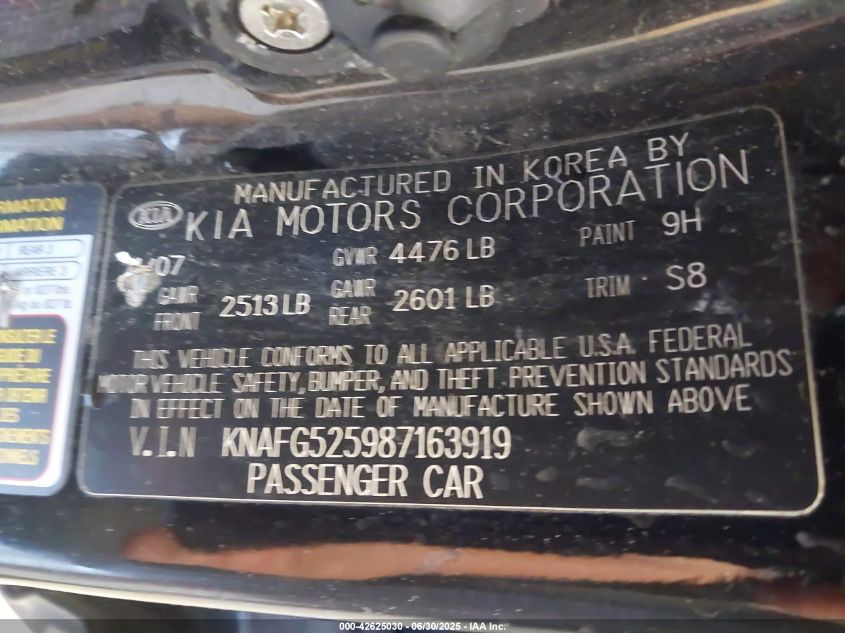 MANUFACTURED IN KOREA BY
KIA KIA MOTORS CORPORATION
/07 GVWR 4476 LB PAINT 9H
GAWR FRONT 2513 LB GAWR REAR 2601 LB TRIM S8
THIS VEHICLE CONFORMS TO ALL APPLICABLE U.S.A. FEDERAL
MOTOR VEHICLE SAFETY, BUMPER, AND THEFT PREVENTION STANDARDS
IN EFFECT ON THE DATE OF MANUFACTURE SHOWN ABOVE
V.I.N KNAFG525987163919
PASSENGER CAR
REAR 3
000-42625030 - 06/30/2025 - IAA Inc.